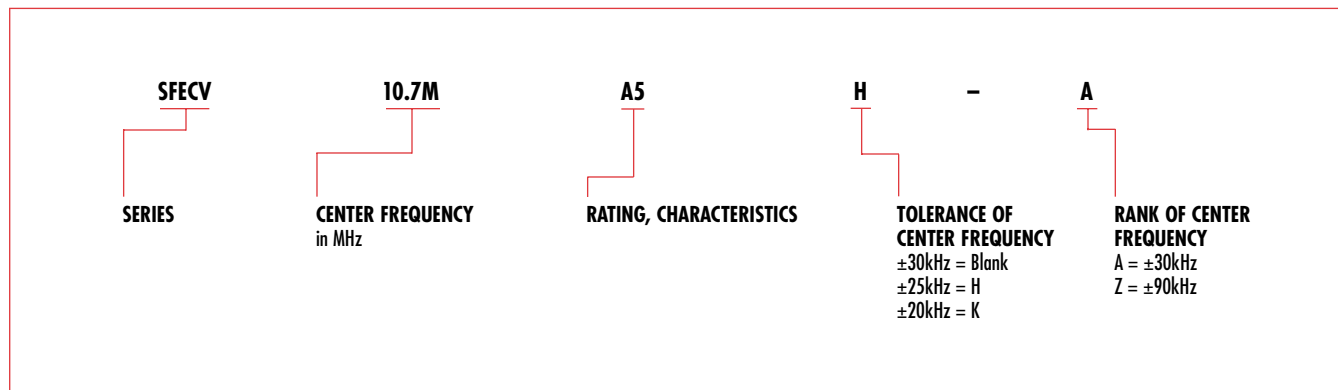 SFECV 10.7M A5 H – A
SERIES
CENTER FREQUENCY
in MHz
RATING, CHARACTERISTICS
TOLERANCE OF
CENTER FREQUENCY
±30kHz = Blank
±25kHz = H
±20kHz = K
RANK OF CENTER
FREQUENCY
A = ±30kHz
Z = ±90kHz